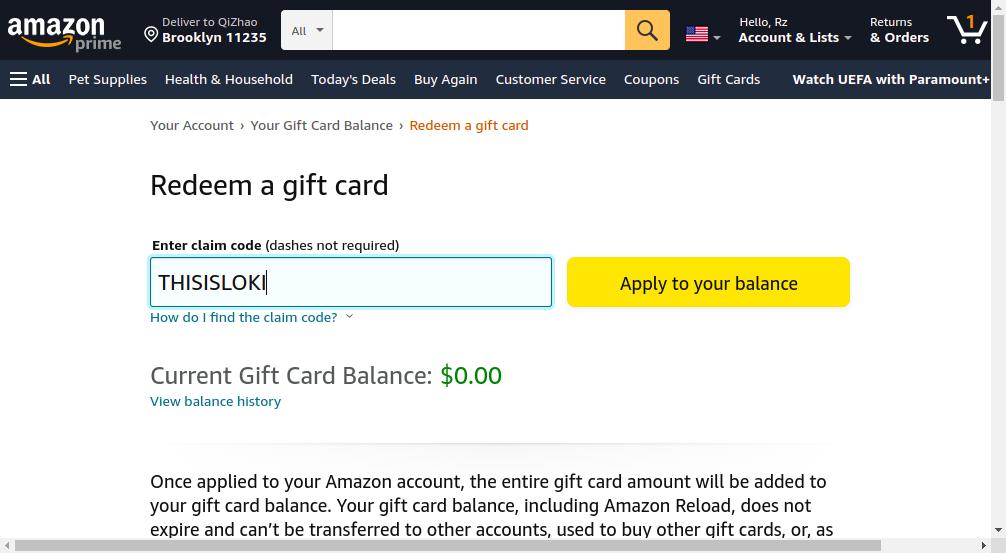 amazon prime
Deliver to QiZhao
Brooklyn 11235
All
Hello, Rz
Account & Lists
Returns
& Orders
1
All Pet Supplies Health & Household Today's Deals Buy Again Customer Service Coupons Gift Cards Watch UEFA with Paramount+
Your Account › Your Gift Card Balance › Redeem a gift card
Redeem a gift card
Enter claim code (dashes not required)
THISISLOKI
Apply to your balance
How do I find the claim code?
Current Gift Card Balance: $0.00
View balance history
Once applied to your Amazon account, the entire gift card amount will be added to
your gift card balance. Your gift card balance, including Amazon Reload, does not
expire and can’t be transferred to other accounts, used to buy other gift cards, or, as